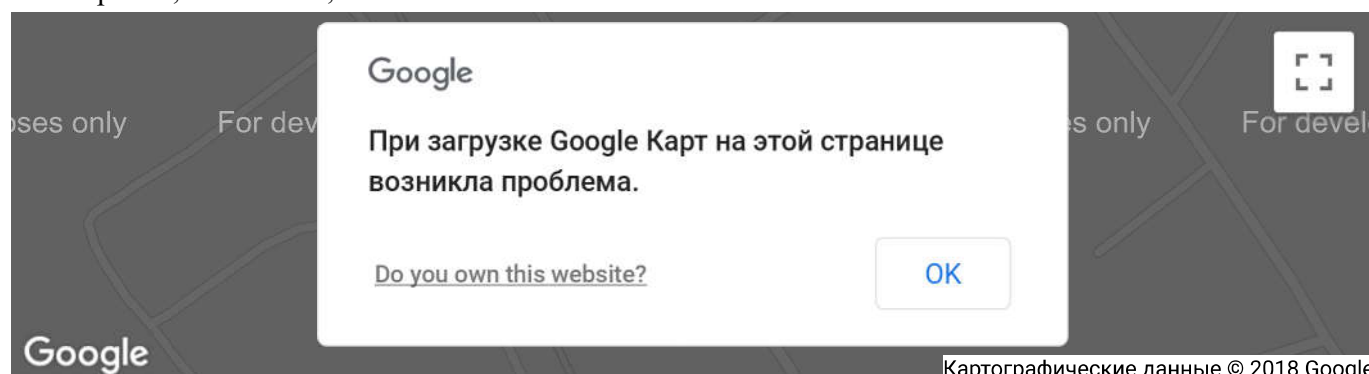 Google
При загрузке Google Карт на этой странице
возникла проблема.
oses only For dev s only For devel
Do you own this website? OK
Google
Картографические данные © 2018 Google